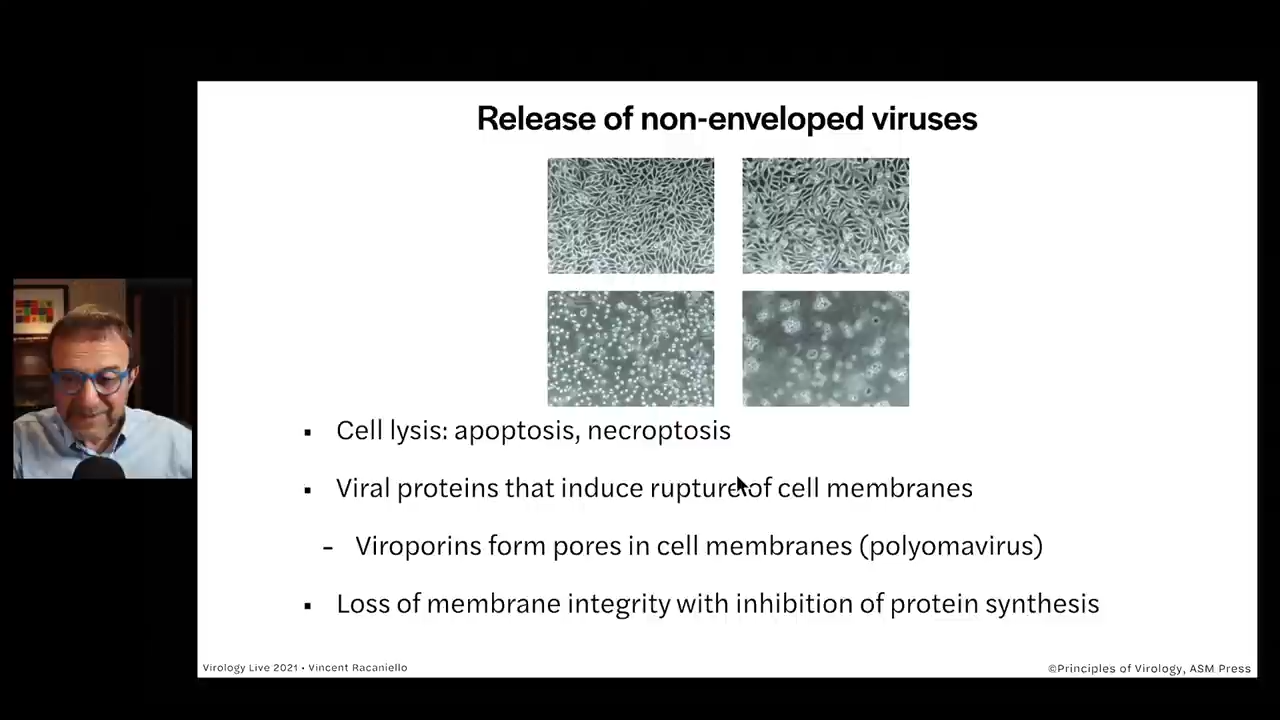 Release of non-enveloped viruses
▪ Cell lysis: apoptosis, necroptosis
▪ Viral proteins that induce rupture of cell membranes
- Viroporins form pores in cell membranes (polyomavirus)
▪ Loss of membrane integrity with inhibition of protein synthesis
Virology Live 2021 • Vincent Racaniello
©Principles of Virology, ASM Press